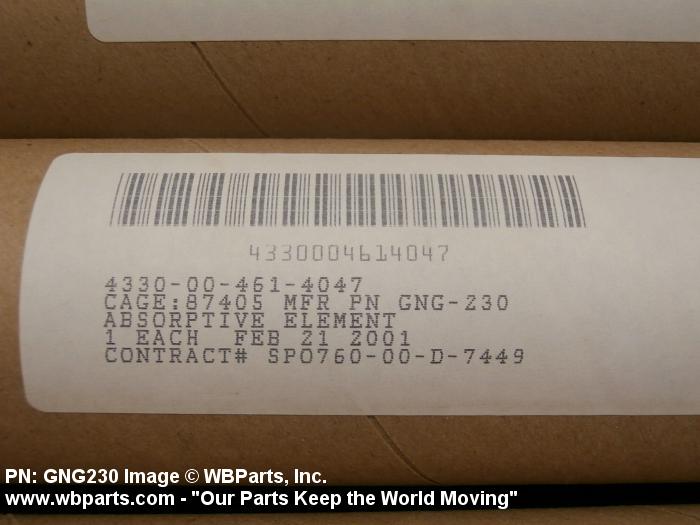 4330004614047
4330-00-461-4047
CAGE:87405 MFR PN GNG-230
ABSORPTIVE ELEMENT
1 EACH FEB 21 2001
CONTRACT# SPO760-00-D-7449
PN: GNG230 Image © WBParts, Inc.
www.wbparts.com - "Our Parts Keep the World Moving"